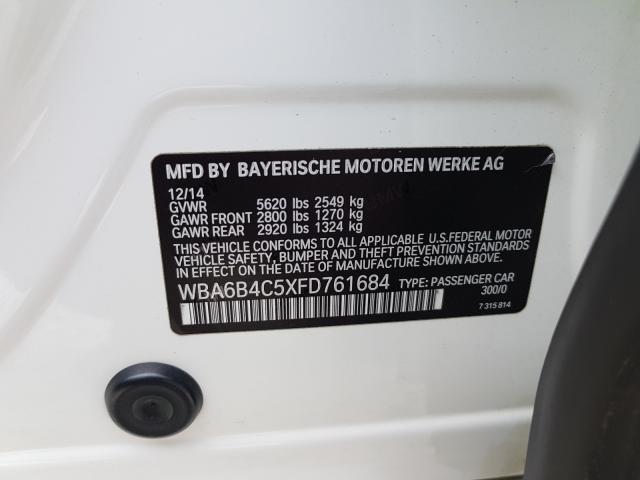 MFD BY BAYERISCHE MOTOREN WERKE AG
12/14
GVWR 5620 lbs 2549 kg
GAWR FRONT 2800 lbs 1270 kg
GAWR REAR 2920 lbs 1324 kg
THIS VEHICLE CONFORMS TO ALL APPLICABLE U.S.FEDERAL MOTOR
VEHICLE SAFETY, BUMPER AND THEFT PREVENTION STANDARDS IN
EFFECT ON THE DATE OF MANUFACTURE SHOWN ABOVE.
WBA6B4C5XFD761684 TYPE: PASSENGER CAR
300/0
7 315 814